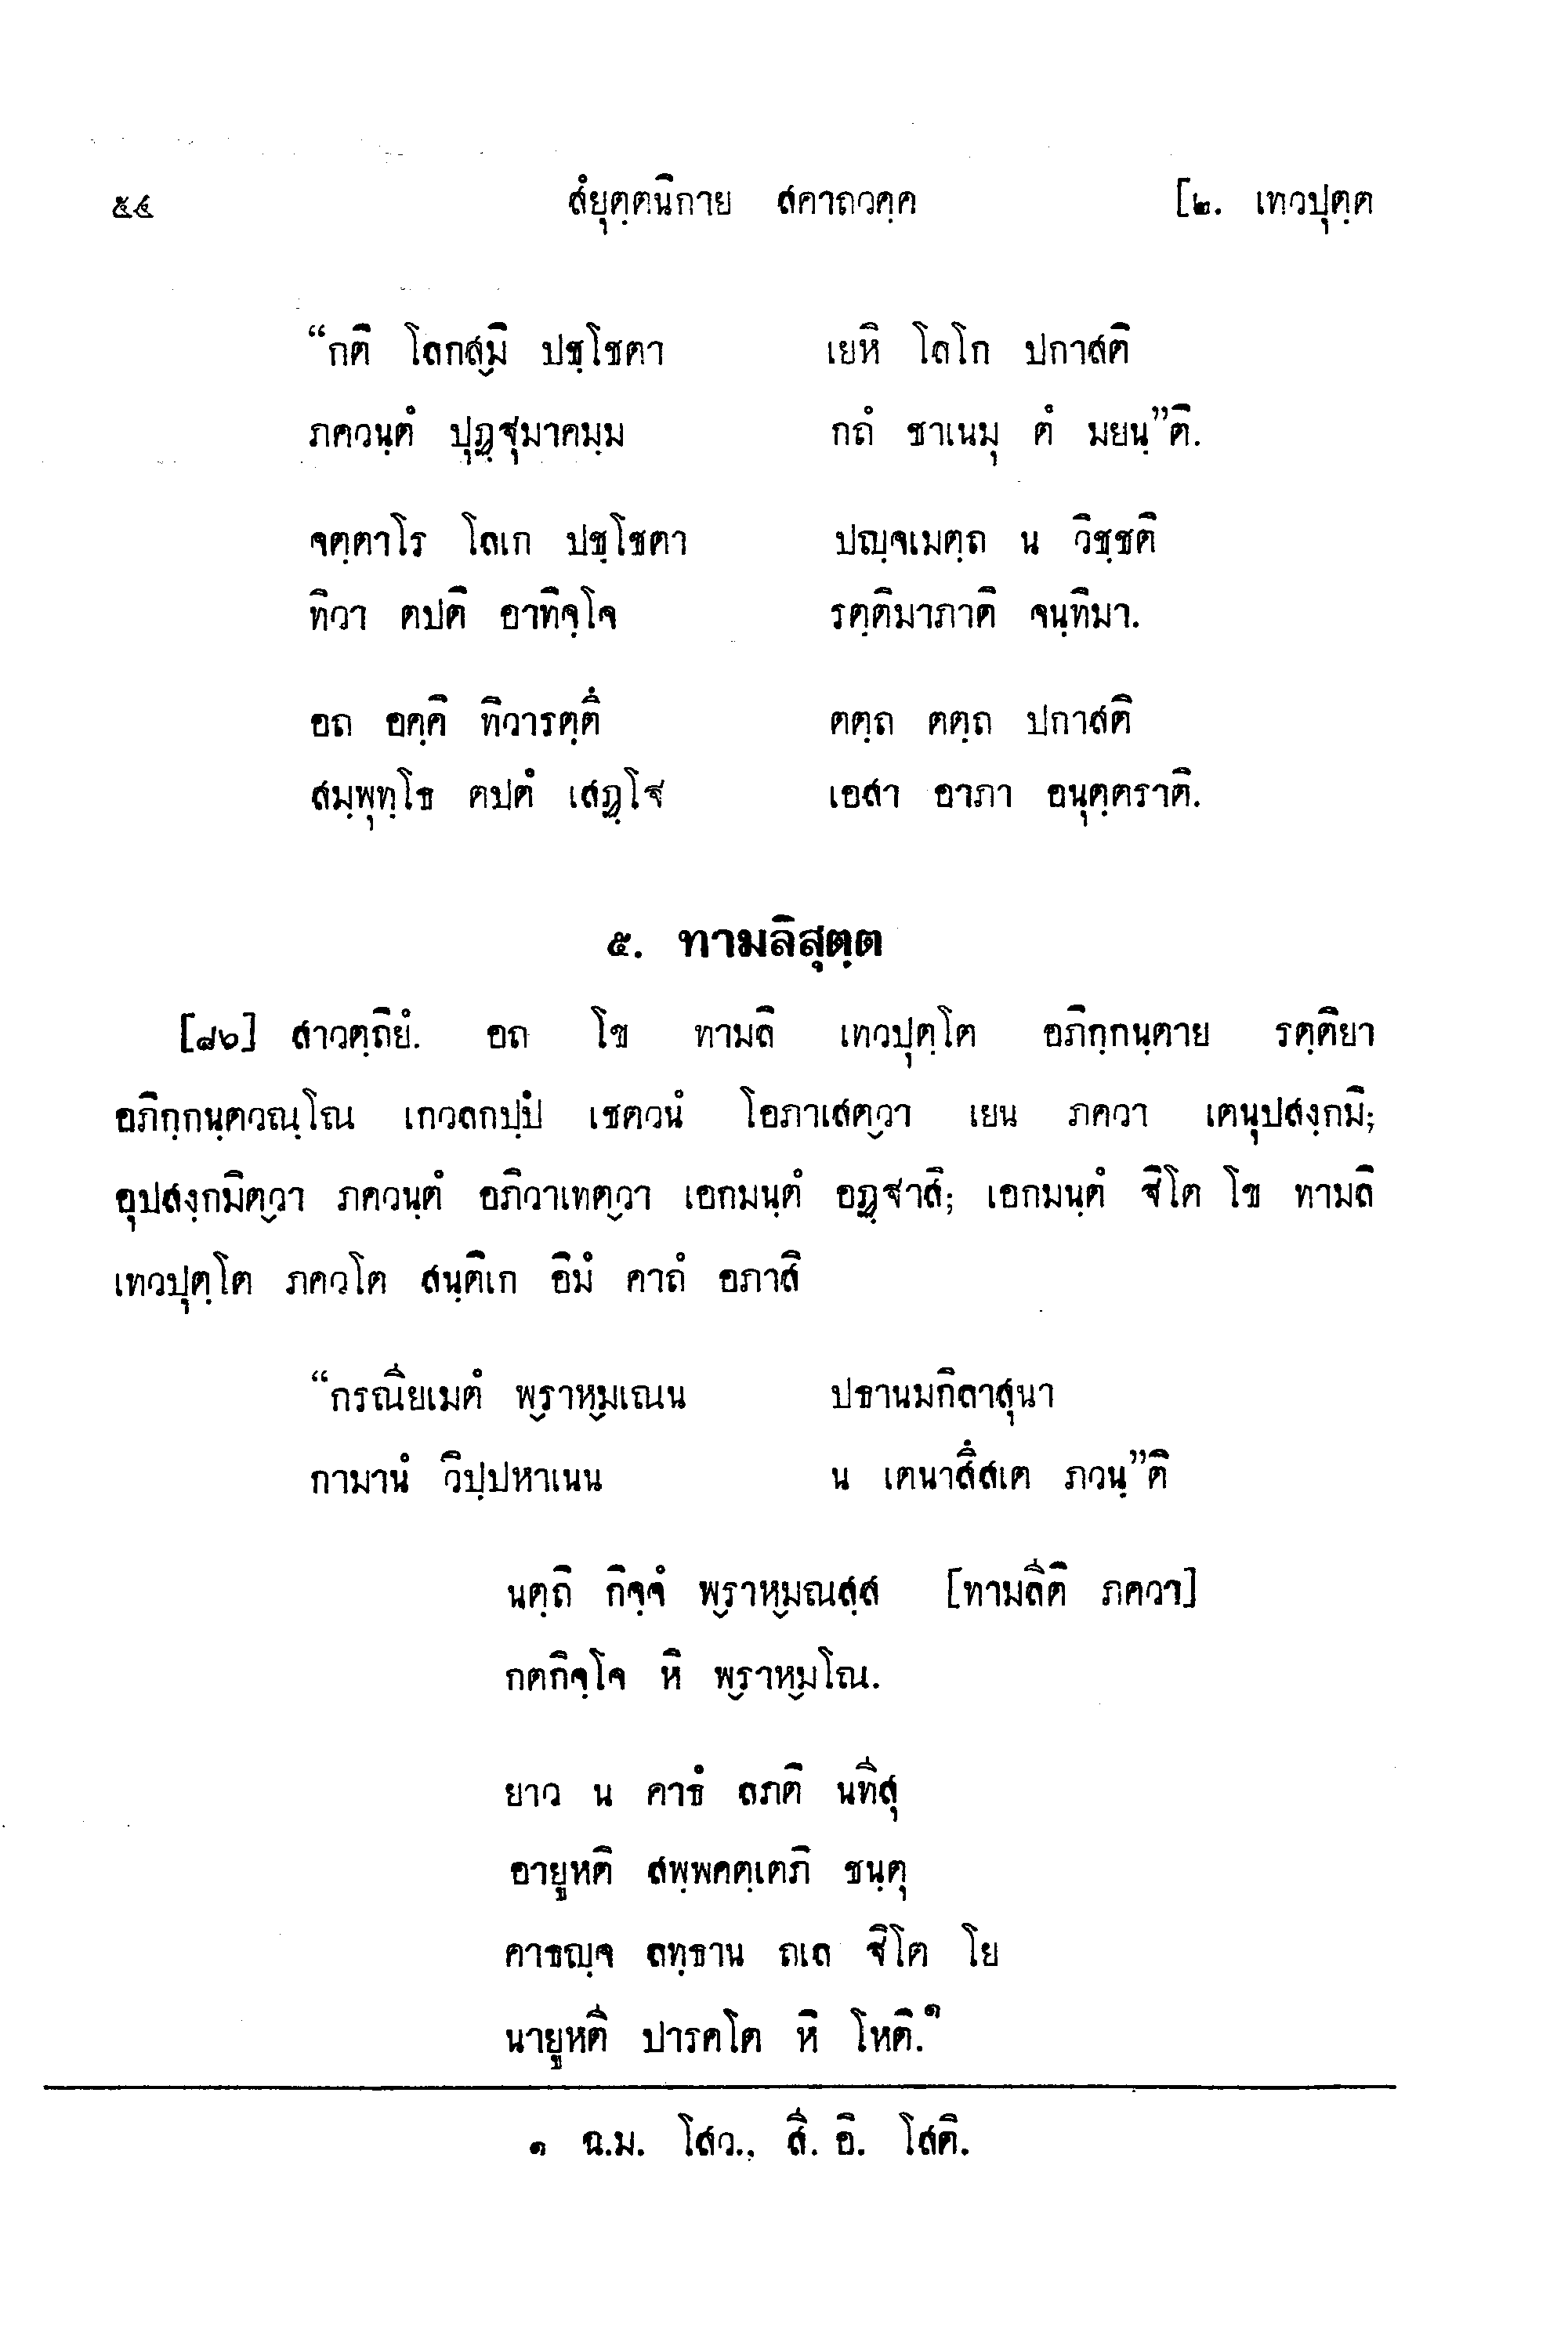 ๕๔ สํยุตฺตนิกาย สคาถวคฺค [๒. เทวปุตฺต
“กติ โลกสฺมิ ปชฺโชตา เยหิ โลโก ปกาสติ
ภควนฺตํ ปุฏฺฐุมาคมฺม กถํ ชาเนมุ ตํ มยนฺ”ติ.
จตฺตาโร โลเก ปชฺโชตา ปญฺจเมตฺถ น วิชฺชติ
ทิวา ตปติ อาทิจฺโจ รตฺติมาภาติ จนฺทิมา.
อถ อคฺคิ ทิวารตฺตึ ตตฺถ ตตฺถ ปกาสติ
สมฺพุทฺโธ ตปตํ เสฏฺโฐ เอสา อาภา อนุตฺตราติ.
๕. ทามลิสุตฺต
[๘๖] สาวตฺถิยํ. อถ โข ทามลิ เทวปุตฺโต อภิกฺกนฺตาย รตฺติยา
อภิกฺกนฺตวณฺโณ เกวลกปฺปํ เชตวนํ โอภาเสตฺวา เยน ภควา เตนุปสงฺกมิ;
อุปสงฺกมิตฺวา ภควนฺตํ อภิวาเทตฺวา เอกมนฺตํ อฏฺฐาสิ; เอกมนฺตํ ฐิโต โข ทามลิ
เทวปุตฺโต ภควโต สนฺติเก อิมํ คาถํ อภาสิ
“กรณียเมตํ พฺราหฺมเณน ปธานมกิลาสุนา
กามานํ วิปฺปหาเนน น เตนาสึสเต ภวนฺ”ติ
นตฺถิ กิจฺจํ พฺราหฺมณสฺส [ทามลีติ ภควา]
กตกิจฺโจ หิ พฺราหฺมโณ.
ยาว น คาธํ ลภติ นทีสุ
อายูหติ สพฺพคตฺเตภิ ชนฺตุ
คาธญฺจ ลทฺธาน ถเล ฐิโต โย
นายูหตี ปารคโต หิ โหติ.๑
๑ ฉ.ม. โสว., สี. อิ. โสติ.